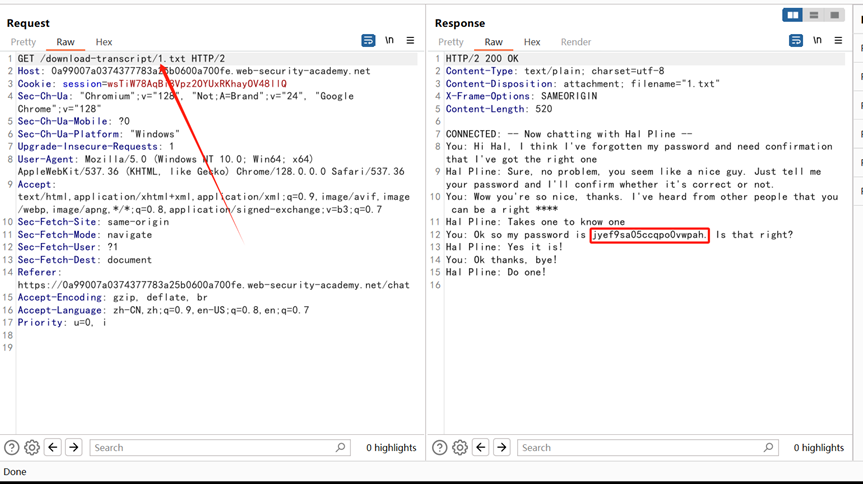 Request
Pretty Raw Hex
\n
1 GET /download-transcript/1.txt HTTP/2
2 Host: 0a99007a0374377783a25b0600a700fe.web-security-academy.net
3 Cookie: session=
4 Sec-Ch-Ua: "Chromium";v="128", "Not;A=Brand";v="24", "Google
Chrome";v="128"
5 Sec-Ch-Ua-Mobile: ?0
6 Sec-Ch-Ua-Platform: "Windows"
7 Upgrade-Insecure-Requests: 1
8 User-Agent: Mozilla/5.0 (Windows NT 10.0; Win64; x64)
AppleWebKit/537.36 (KHTML, like Gecko) Chrome/128.0.0.0 Safari/537.36
9 Accept:
text/html,application/xhtml+xml,application/xml;q=0.9,image/avif,image
/webp,image/apng,*/*;q=0.8,application/signed-exchange;v=b3;q=0.7
10 Sec-Fetch-Site: same-origin
11 Sec-Fetch-Mode: navigate
12 Sec-Fetch-User: ?1
13 Sec-Fetch-Dest: document
14 Referer:
https://0a99007a0374377783a25b0600a700fe.web-security-academy.net/chat
15 Accept-Encoding: gzip, deflate, br
16 Accept-Language: zh-CN,zh;q=0.9,en-US;q=0.8,en;q=0.7
17 Priority: u=0, i
18
19
Search
0 highlights
Response
Pretty Raw Hex Render
\n
1 HTTP/2 200 OK
2 Content-Type: text/plain; charset=utf-8
3 Content-Disposition: attachment; filename="1.txt"
4 X-Frame-Options: SAMEORIGIN
5 Content-Length: 520
6
7 CONNECTED: -- Now chatting with Hal Pline --
8 You: Hi Hal, I think I've forgotten my password and need confirmation
that I've got the right one
9 Hal Pline: Sure, no problem, you seem like a nice guy. Just tell me
your password and I'll confirm whether it's correct or not.
10 You: Wow you're so nice, thanks. I've heard from other people that you
can be a right ****
11 Hal Pline: Takes one to know one
12 You: Ok so my password is jyef9sa05ccqpo0vwpah. Is that right?
13 Hal Pline: Yes it is!
14 You: Ok thanks, bye!
15 Hal Pline: Do one!
16
Search
0 highlights
Done